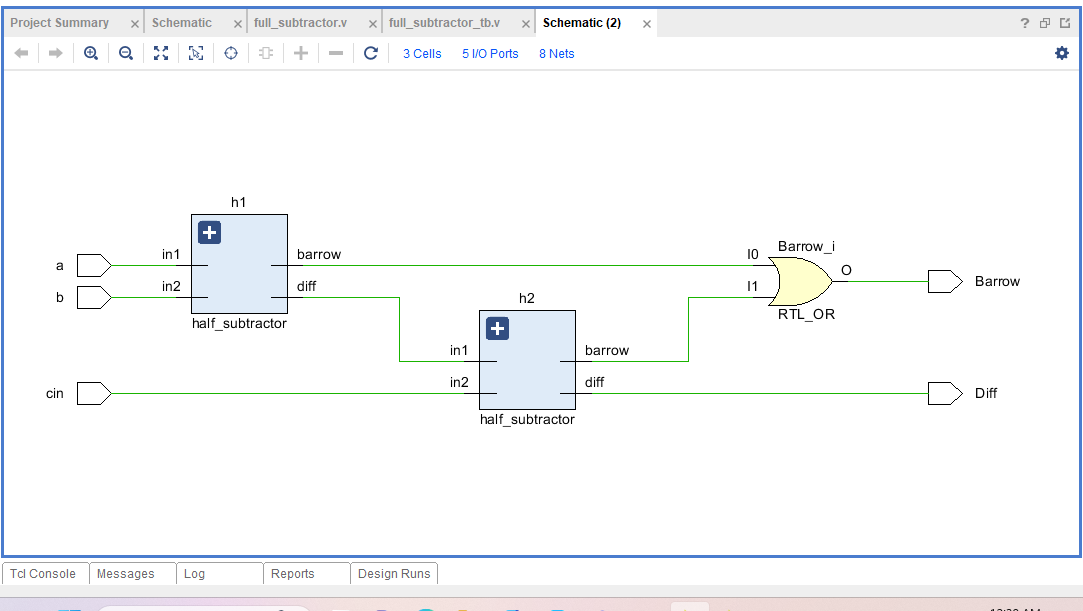 Project Summary × Schematic × full_subtractor.v × full_subtractor_tb.v × Schematic (2) × ?
3 Cells 5 I/O Ports 8 Nets
h1
a in1 barrow
b in2 diff
half_subtractor
h2
in1 barrow
cin in2 diff
half_subtractor
Barrow_i
I0
I1
O
RTL_OR
Barrow
Diff
Tcl Console Messages Log Reports Design Runs